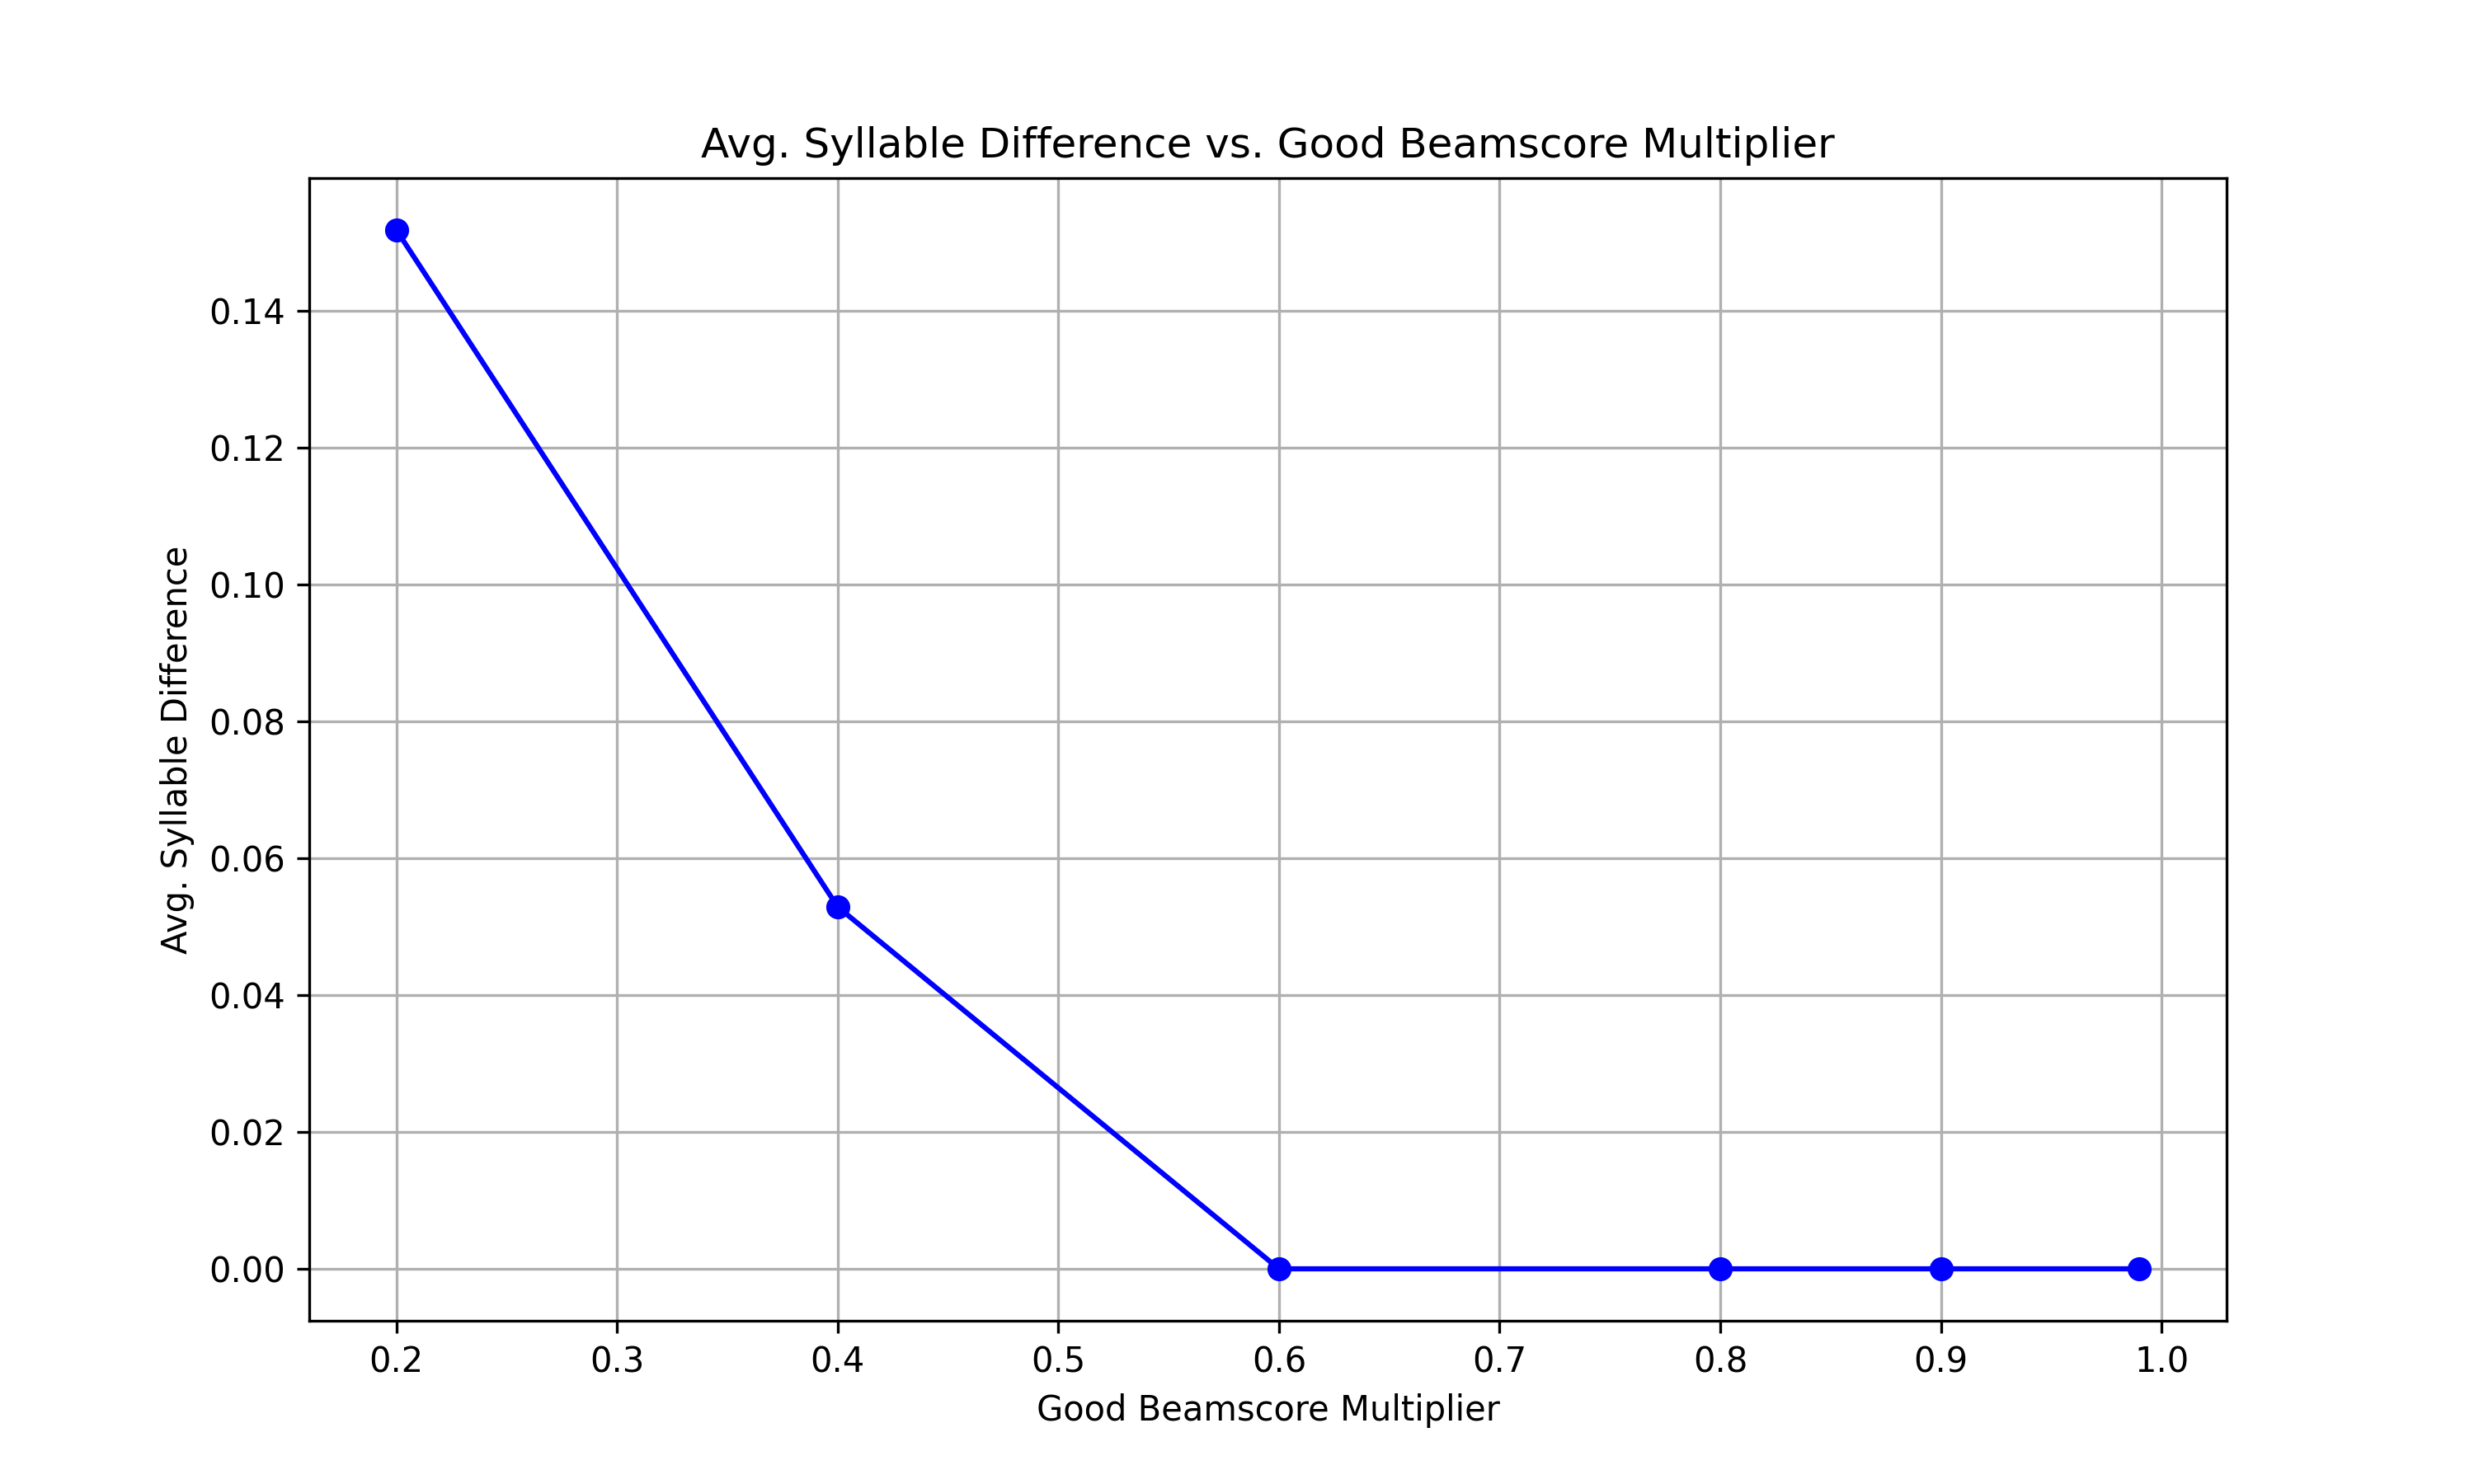 Avg. Syllable Difference vs. Good Beamscore Multiplier
Avg. Syllable Difference
0.14
0.12
0.10
0.08
0.06
0.04
0.02
0.00
0.2 0.3 0.4 0.5 0.6 0.7 0.8 0.9 1.0
Good Beamscore Multiplier